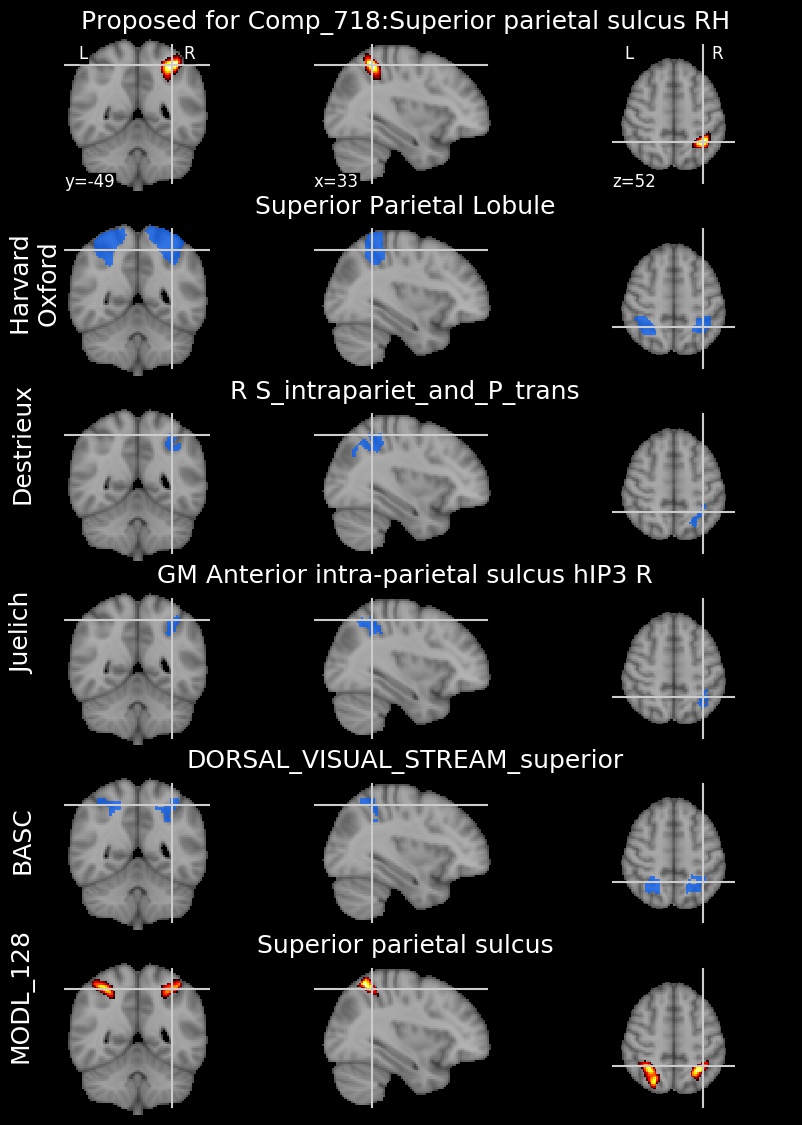 Proposed for Comp_718:Superior parietal sulcus RH
L R
L R
y=-49
x=33
z=52
Superior Parietal Lobule
Harvard
Oxford
R S_intrapariet_and_P_trans
Destrieux
GM Anterior intra-parietal sulcus hIP3 R
Juelich
DORSAL_VISUAL_STREAM_superior
BASC
Superior parietal sulcus
MODL_128